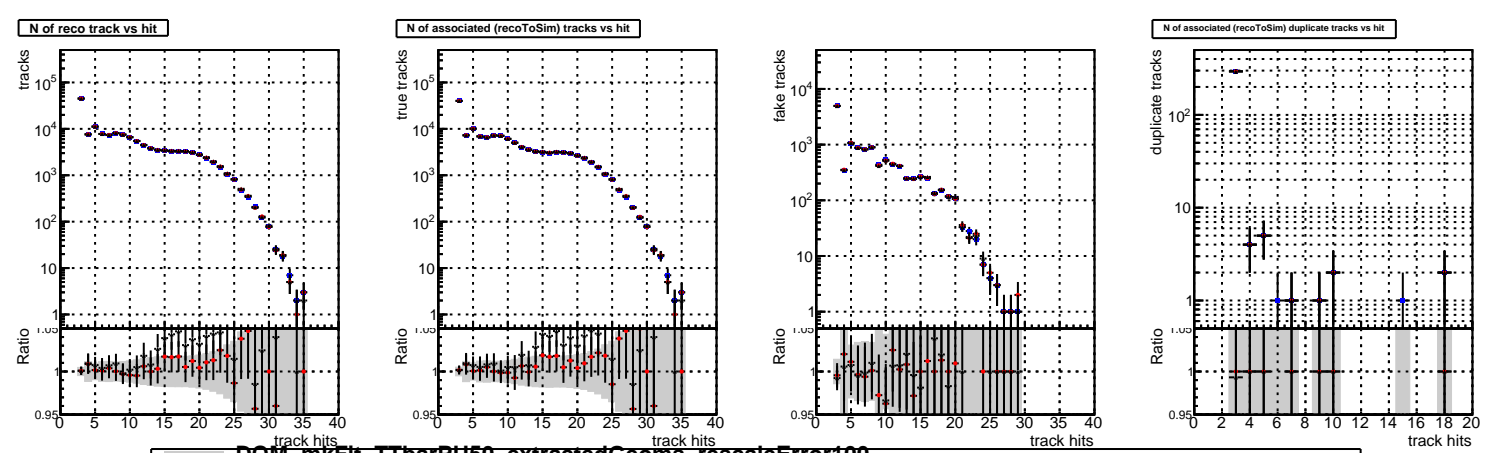 N of reco track vs hit
N of associated (recoToSim) tracks vs hit
N of associated (recoToSim) duplicate tracks vs hit
tracks
10^5
10^4
10^3
10^2
10
1
Ratio
1.05
1
0.95
0 5 10 15 20 25 30 35 40
track hits
true tracks
10^5
10^4
10^3
10^2
10
1
Ratio
1.05
1
0.95
0 5 10 15 20 25 30 35 40
track hits
fake tracks
10^4
10^3
10^2
10
1
Ratio
1.05
1
0.95
0 5 10 15 20 25 30 35 40
track hits
duplicate tracks
10^2
10
1
Ratio
1.05
1
0.95
0 2 4 6 8 10 12 14 16 18 20
track hits
mkFit_TTbarPU50_extractedGeoms_rescaleError100